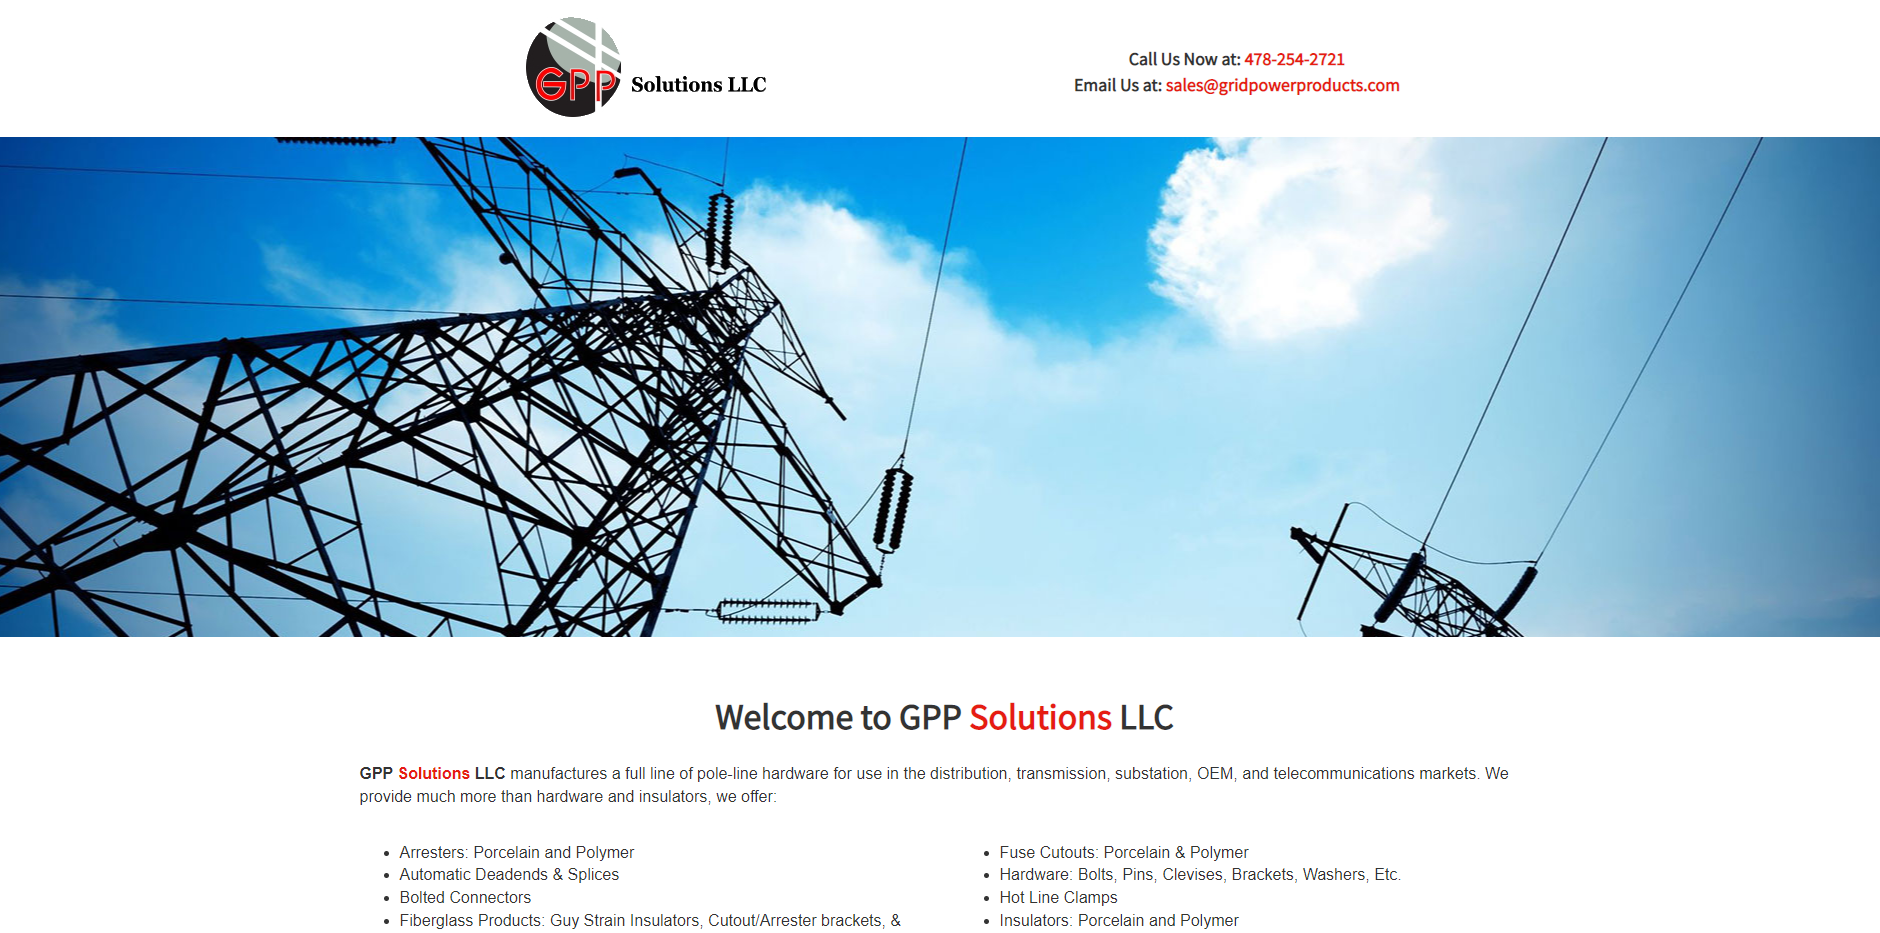 GPP Solutions LLC
Call Us Now at: 478-254-2721
Email Us at: sales@gridpowerproducts.com
Welcome to GPP Solutions LLC
GPP Solutions LLC manufactures a full line of pole-line hardware for use in the distribution, transmission, substation, OEM, and telecommunications markets. We
provide much more than hardware and insulators, we offer:
Arresters: Porcelain and Polymer
Automatic Deadends & Splices
Bolted Connectors
Fiberglass Products: Guy Strain Insulators, Cutout/Arrester brackets, &
Fuse Cutouts: Porcelain & Polymer
Hardware: Bolts, Pins, Clevises, Brackets, Washers, Etc.
Hot Line Clamps
Insulators: Porcelain and Polymer